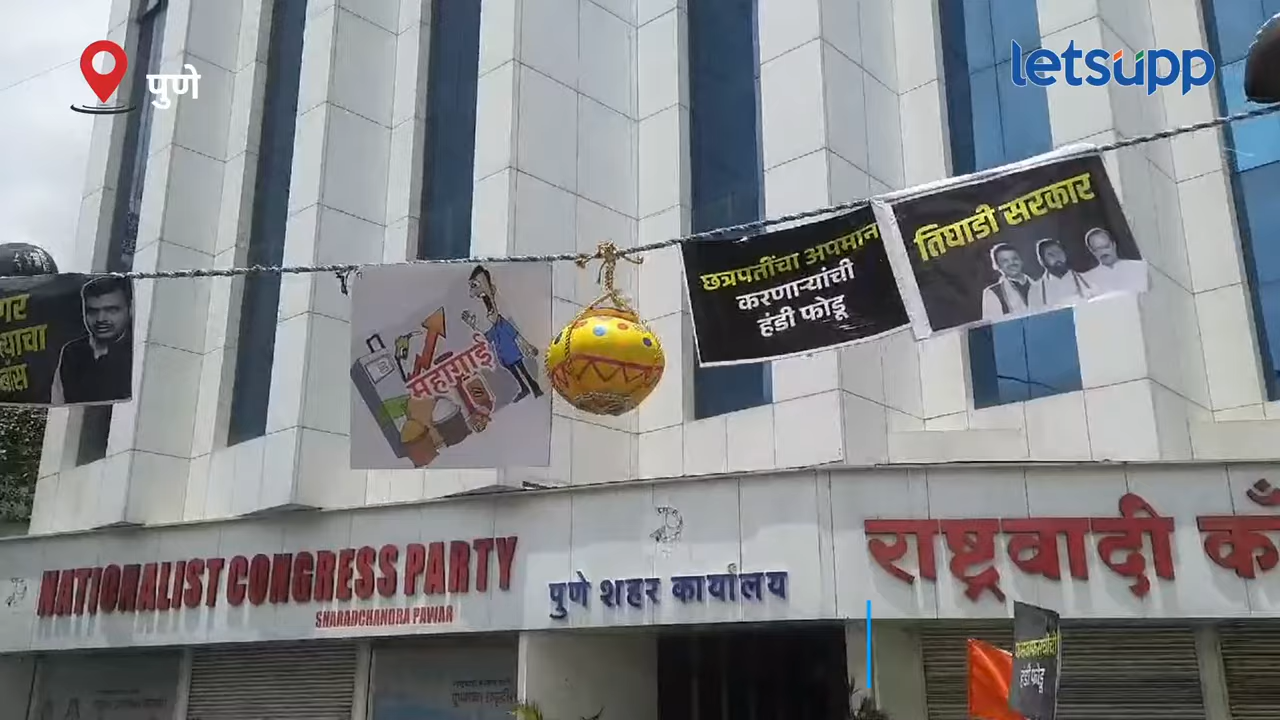 पुणे
letsupp
तिघाडी सरकार
छत्रपतींचा अपमान
करणाऱ्यांची
हंडी फोडू
महागाई
NATIONALIST CONGRESS PARTY
SHARADCHANDRA PAWAR
पुणे शहर कार्यालय
राष्ट्रवादी काँ
हंडी फोडू